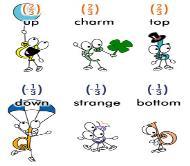 (2/3) (2/3) (2/3)
up charm top
(-1/3) (-1/3) (-1/3)
down strange bottom